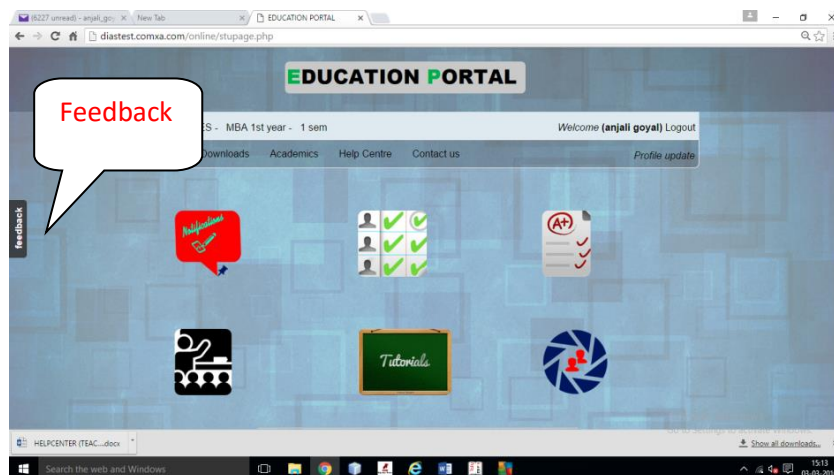 (6227 unread) - anjali_go
New Tab
EDUCATION PORTAL
diastest.comxa.com/online/stupage.php
EDUCATION PORTAL
Feedback
MBA 1st year - 1 sem
Welcome (anjali goyal) Logout
Downloads Academics Help Centre Contact us
Profile update
feedback
Notifications
A+
Tutorials
HELPCENTER (TEAC....docx
Show all downloads...
Search the web and Windows
15:13